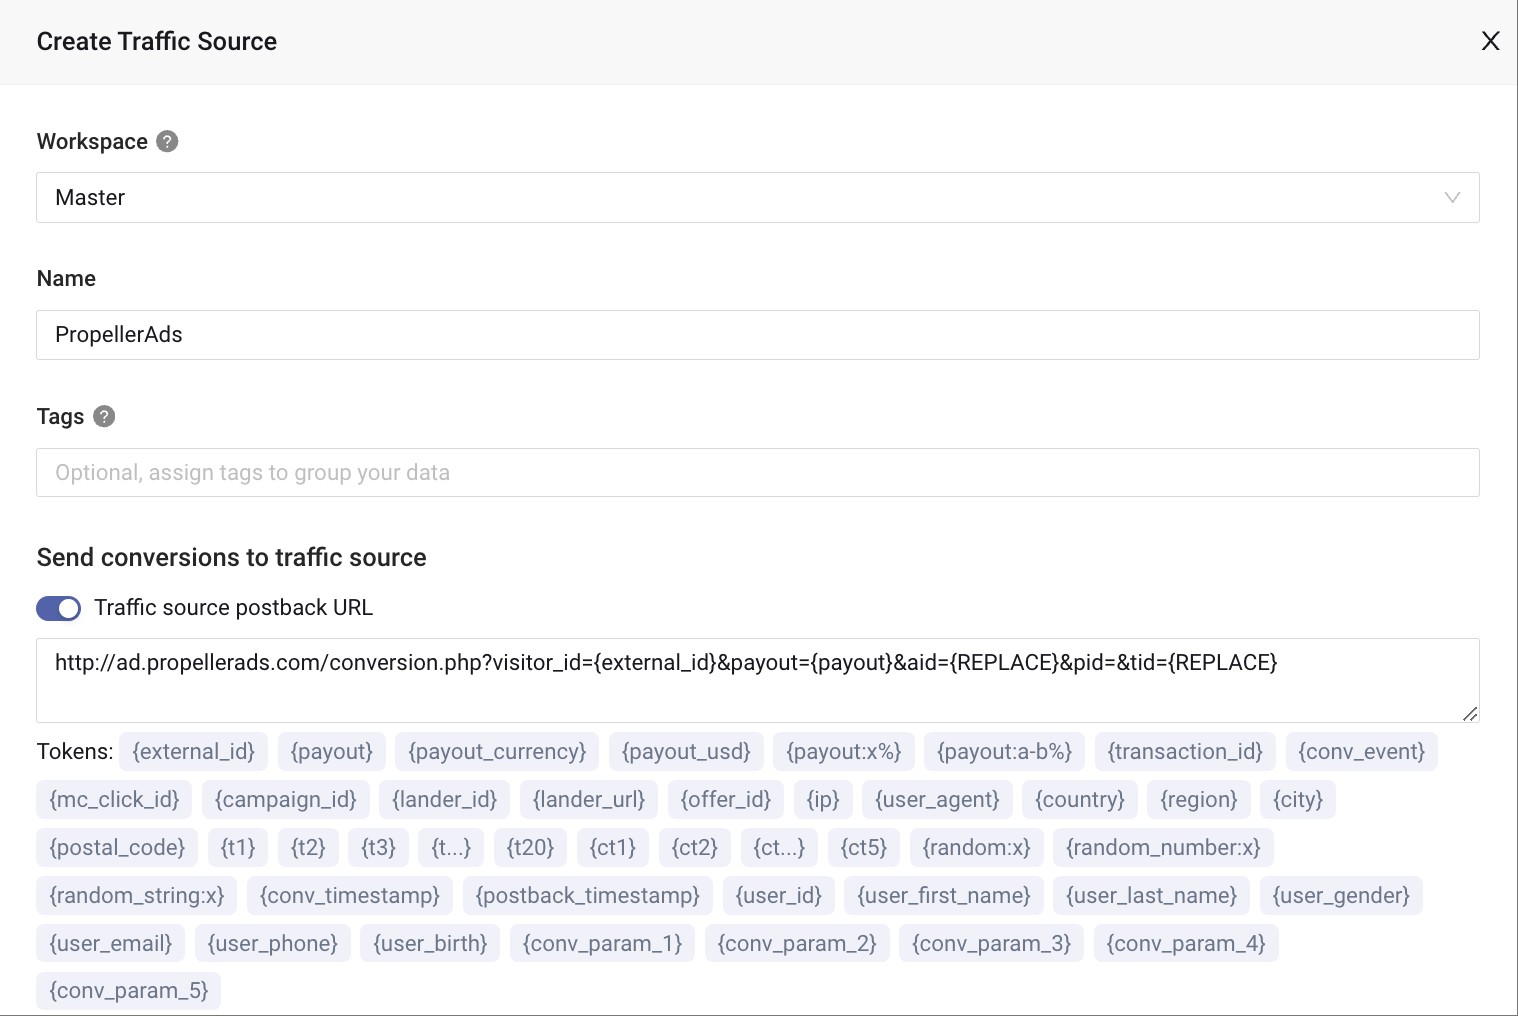 Create Traffic Source
Workspace ?
Master
Name
PropellerAds
Tags ?
Optional, assign tags to group your data
Send conversions to traffic source
Traffic source postback URL
http://ad.propellerads.com/conversion.php?visitor_id={external_id}&payout={payout}&aid={REPLACE}&pid=&tid={REPLACE}
Tokens: {external_id} {payout} {payout_currency} {payout_usd} {payout:x%} {payout:a-b%} {transaction_id} {conv_event}
{mc_click_id} {campaign_id} {lander_id} {lander_url} {offer_id} {ip} {user_agent} {country} {region} {city}
{postal_code} {t1} {t2} {t3} {t...} {t20} {ct1} {ct2} {ct...} {ct5} {random:x} {random_number:x}
{random_string:x} {conv_timestamp} {postback_timestamp} {user_id} {user_first_name} {user_last_name} {user_gender}
{user_email} {user_phone} {user_birth} {conv_param_1} {conv_param_2} {conv_param_3} {conv_param_4}
{conv_param_5}